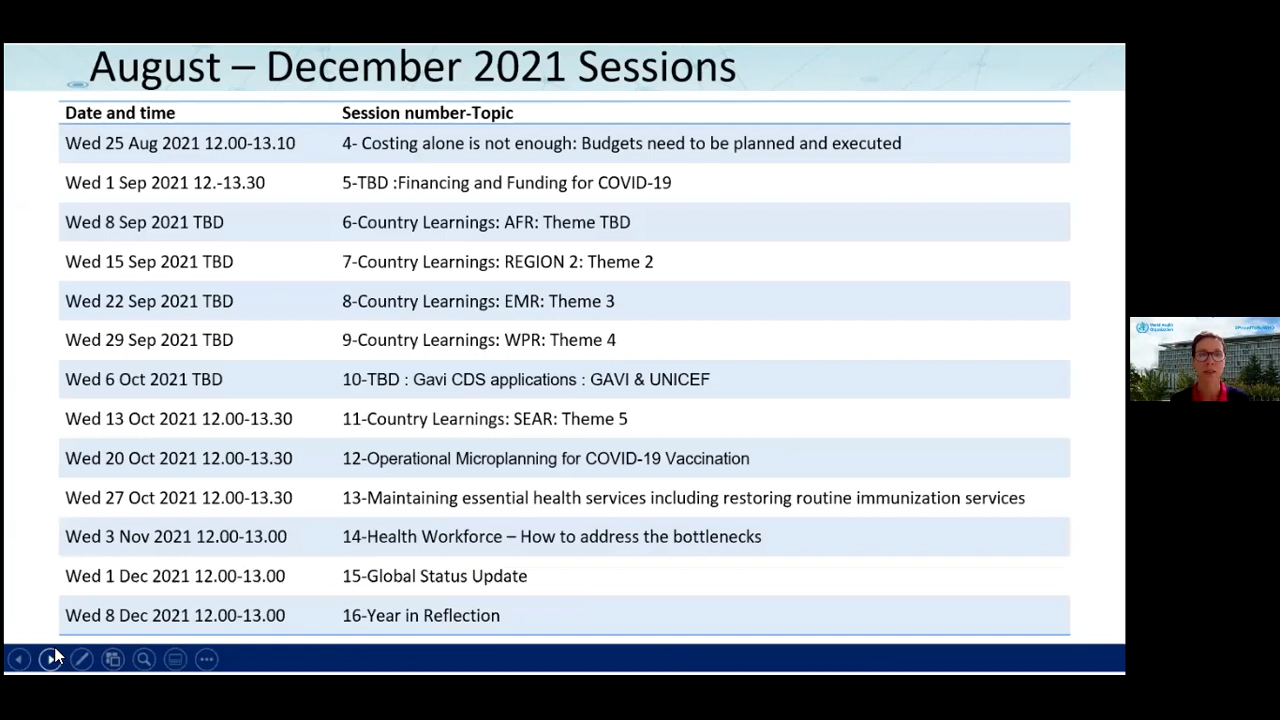 August – December 2021 Sessions
Date and time Session number-Topic
Wed 25 Aug 2021 12.00-13.10 4- Costing alone is not enough: Budgets need to be planned and executed
Wed 1 Sep 2021 12.-13.30 5-TBD :Financing and Funding for COVID-19
Wed 8 Sep 2021 TBD 6-Country Learnings: AFR: Theme TBD
Wed 15 Sep 2021 TBD 7-Country Learnings: REGION 2: Theme 2
Wed 22 Sep 2021 TBD 8-Country Learnings: EMR: Theme 3
Wed 29 Sep 2021 TBD 9-Country Learnings: WPR: Theme 4
Wed 6 Oct 2021 TBD 10-TBD : Gavi CDS applications : GAVI & UNICEF
Wed 13 Oct 2021 12.00-13.30 11-Country Learnings: SEAR: Theme 5
Wed 20 Oct 2021 12.00-13.30 12-Operational Microplanning for COVID-19 Vaccination
Wed 27 Oct 2021 12.00-13.30 13-Maintaining essential health services including restoring routine immunization services
Wed 3 Nov 2021 12.00-13.00 14-Health Workforce – How to address the bottlenecks
Wed 1 Dec 2021 12.00-13.00 15-Global Status Update
Wed 8 Dec 2021 12.00-13.00 16-Year in Reflection
World Health
Organization